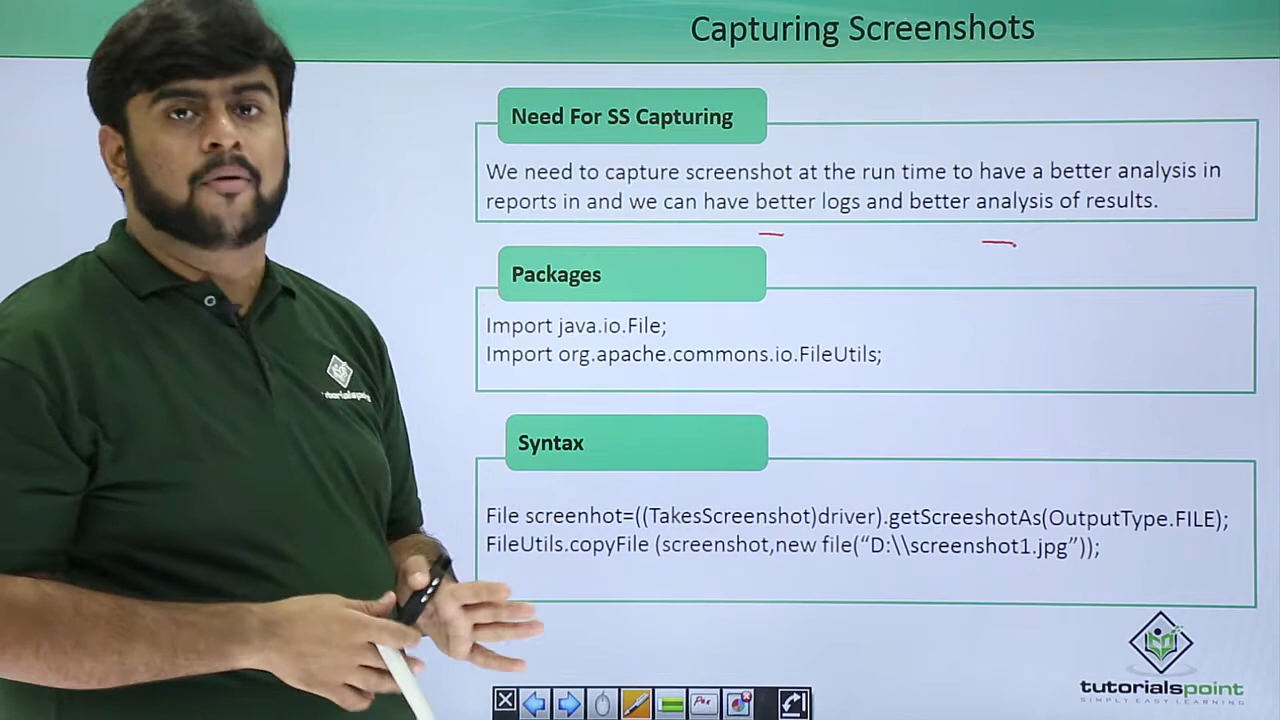 Capturing Screenshots
Need For SS Capturing
We need to capture screenshot at the run time to have a better analysis in
reports in and we can have better logs and better analysis of results.
Packages
Import java.io.File;
Import org.apache.commons.io.FileUtils;
Syntax
File screenhot=((TakesScreenshot)driver).getScreeshotAs(OutputType.FILE);
FileUtils.copyFile (screenshot,new file(“D:\\screenshot1.jpg”));
tutorialspoint
tutorialspoint
SIMPLY EASY LEARNING
Pen